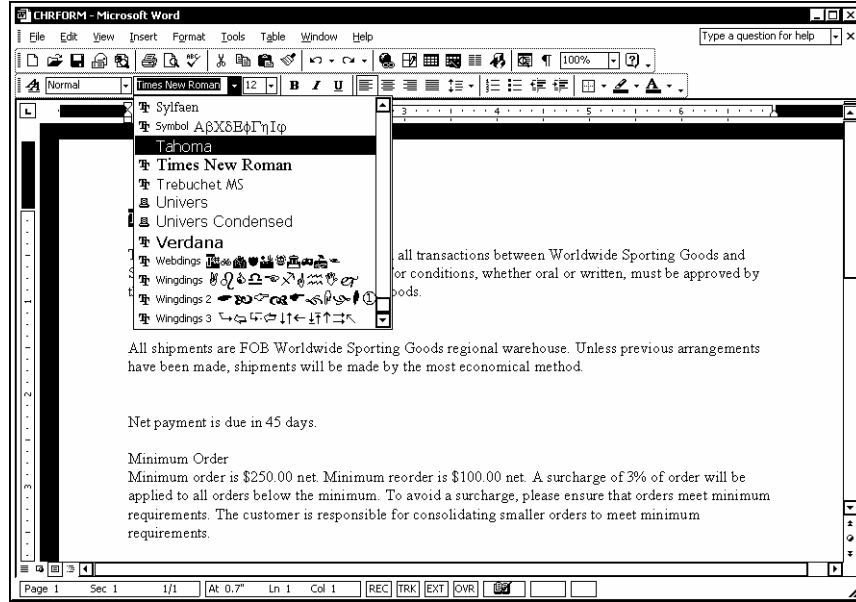 CHRFORM - Microsoft Word
File Edit View Insert Format Tools Table Window Help Type a question for help
100%
Normal Times New Roman 12 B I U
3 4 5 6
Sylfaen
Symbol ΑβΧδΕφΓηΙφ
Tahoma
Times New Roman
Trebuchet MS
Univers
Univers Condensed
Verdana
Webdings
Wingdings
Wingdings 2
Wingdings 3
all transactions between Worldwide Sporting Goods and
or conditions, whether oral or written, must be approved by
All shipments are FOB Worldwide Sporting Goods regional warehouse. Unless previous arrangements
have been made, shipments will be made by the most economical method.
Net payment is due in 45 days.
Minimum Order
Minimum order is $250.00 net. Minimum reorder is $100.00 net. A surcharge of 3% of order will be
applied to all orders below the minimum. To avoid a surcharge, please ensure that orders meet minimum
requirements. The customer is responsible for consolidating smaller orders to meet minimum
requirements.
Page 1 Sec 1 1/1 At 0.7" Ln 1 Col 1 REC TRK EXT OVR